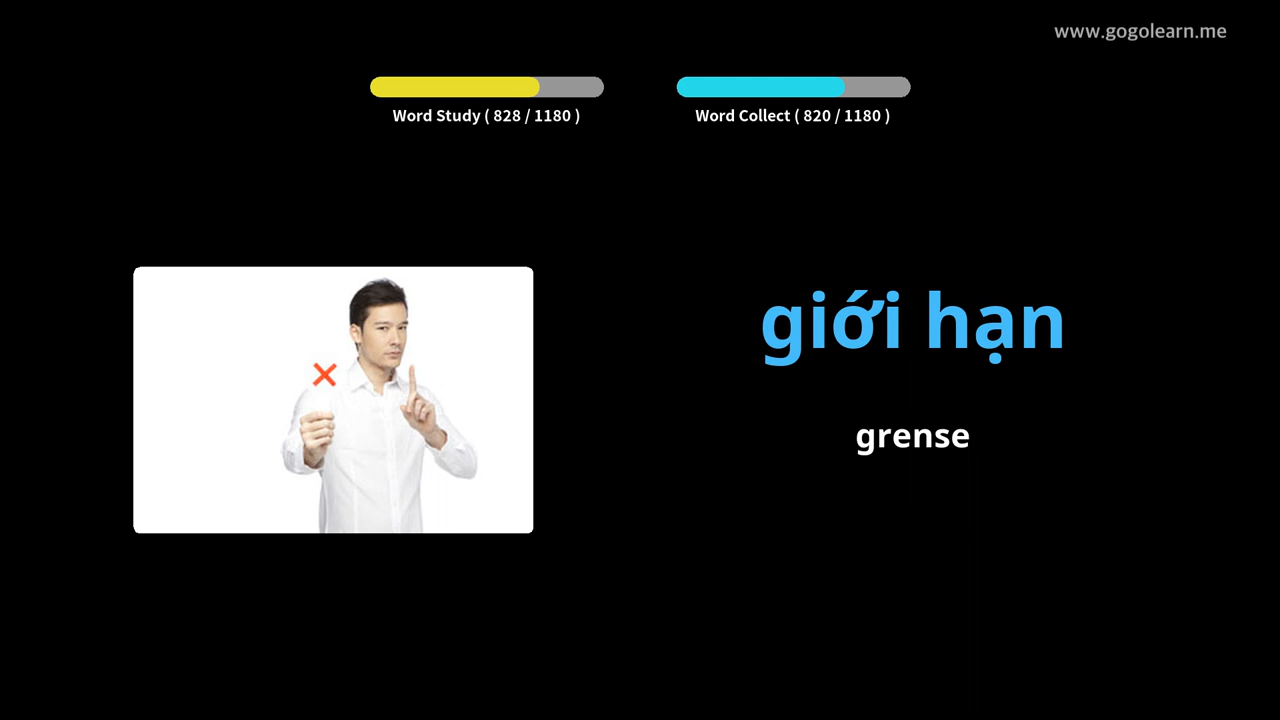 www.gogolearn.me
Word Study ( 828 / 1180 )
Word Collect ( 820 / 1180 )
giới hạn
grense